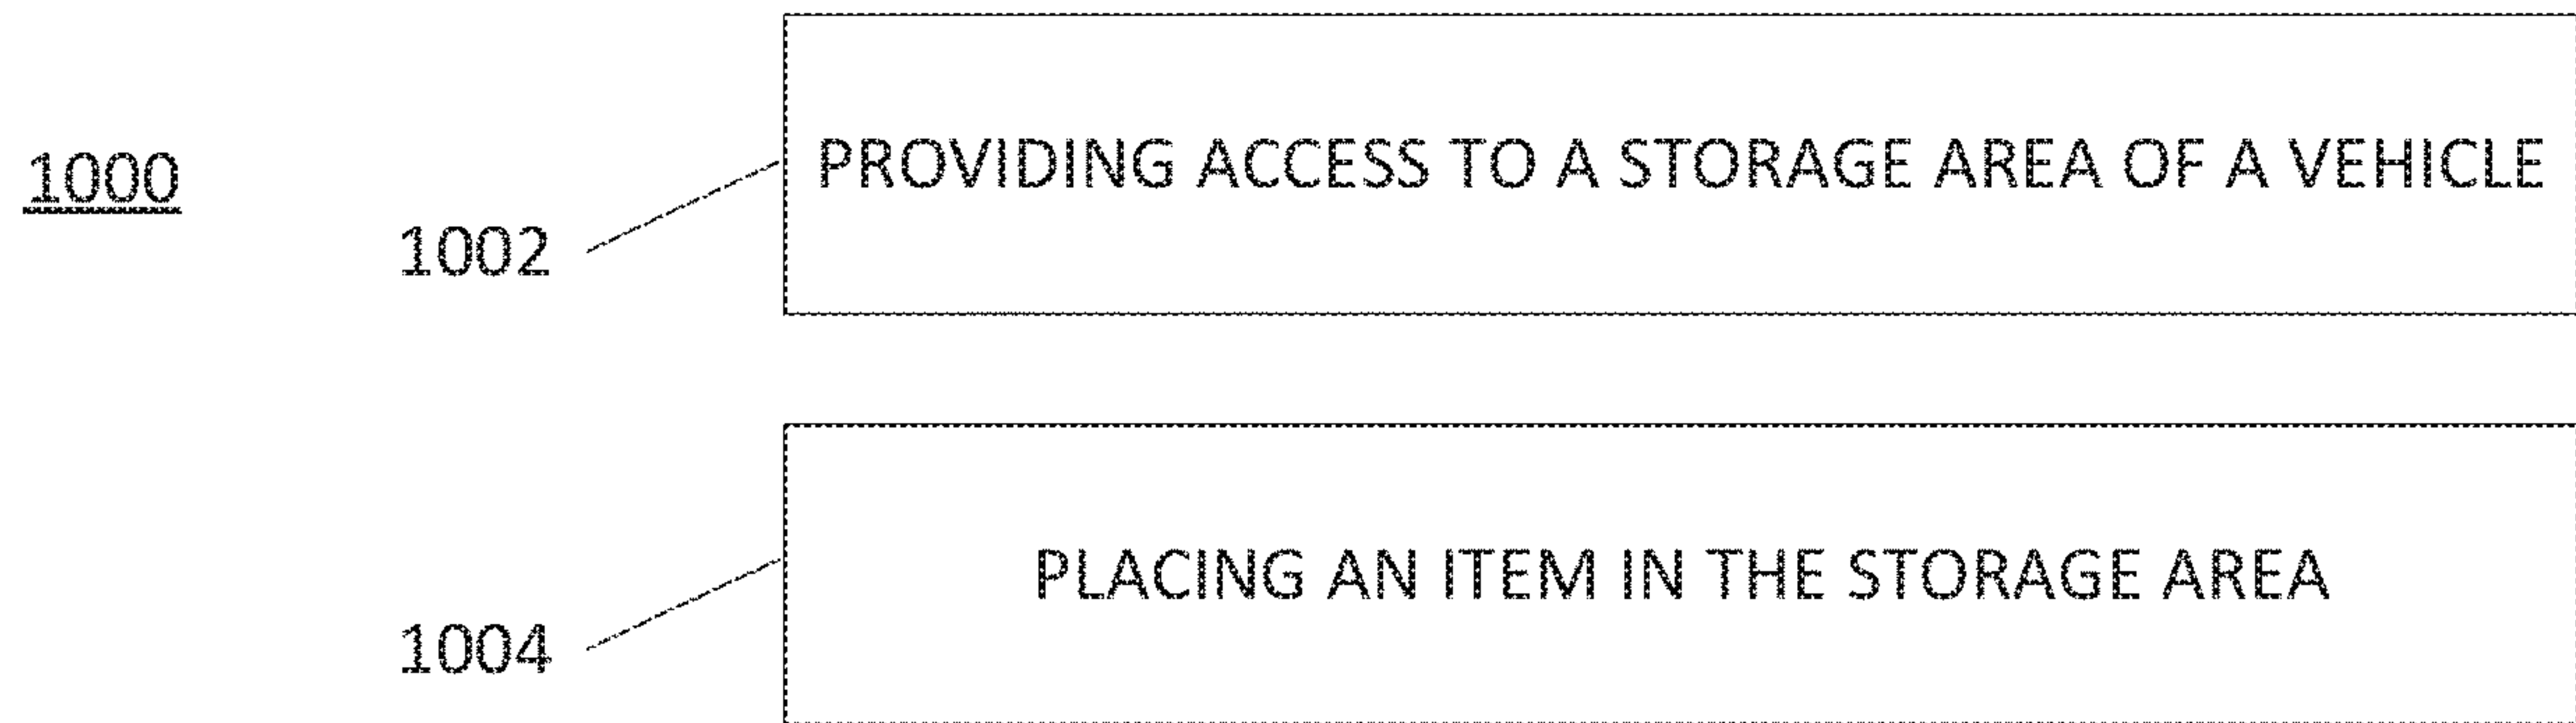 1000
1002
PROVIDING ACCESS TO A STORAGE AREA OF A VEHICLE
1004
PLACING AN ITEM IN THE STORAGE AREA